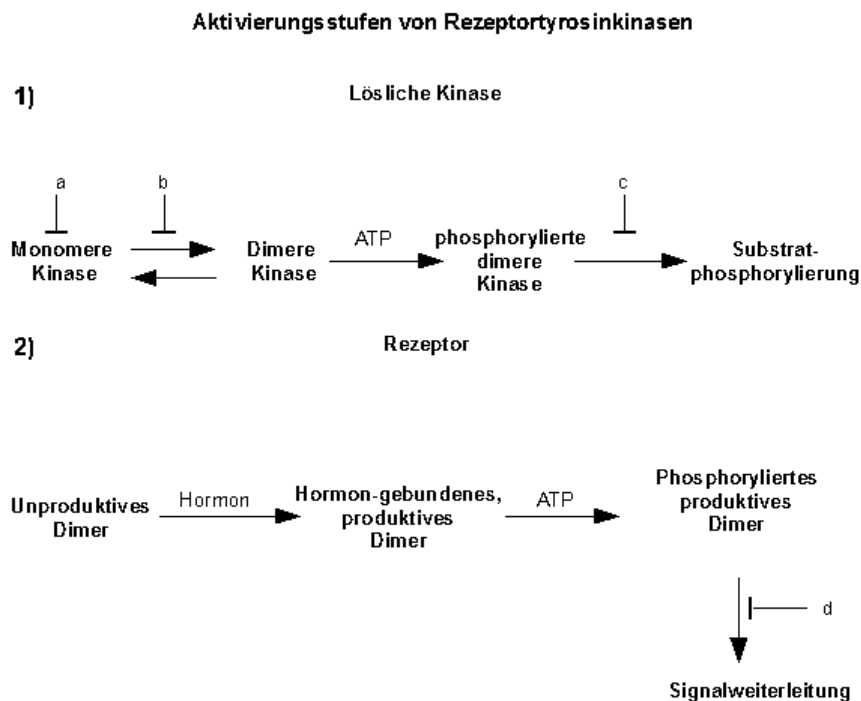 Aktivierungsstufen von Rezeptortyrosinkinasen
1)
Lösliche Kinase
a
b
c
Monomere
Kinase
Dimere
Kinase
ATP
phosphorylierte
dimere
Kinase
Substrat-
phosphorylierung
2)
Rezeptor
Unproduktives
Dimer
Hormon
Hormon-gebundenes,
produktives
Dimer
ATP
Phosphoryliertes
produktives
Dimer
d
Signalweiterleitung